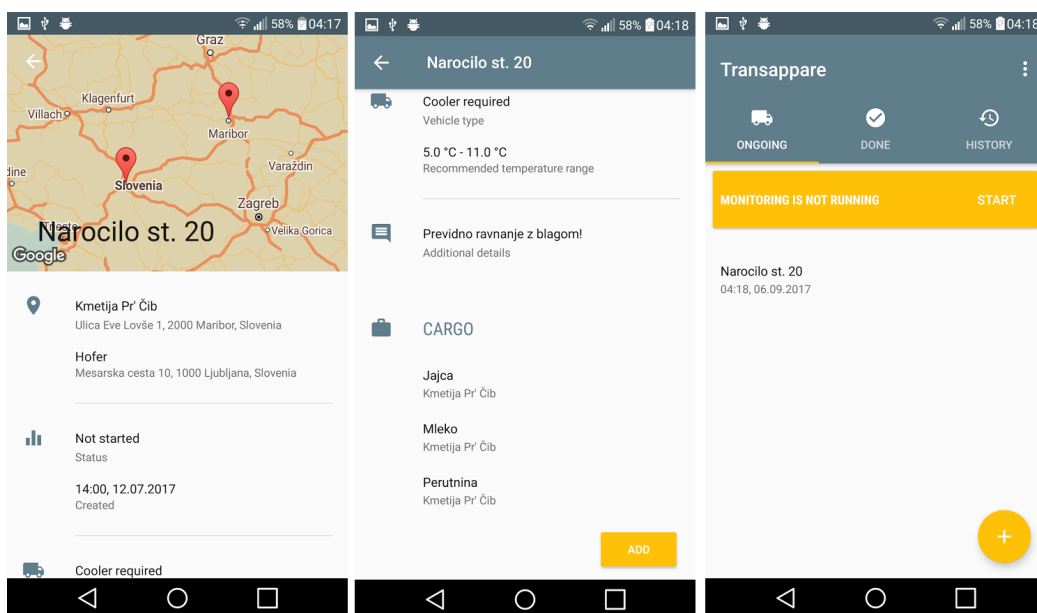 58% 04:17
Graz
Klagenfurt
Villach
Maribor
Varaždin
dine
Slovenia
Zagreb
Velika Gorica
Narocilo st. 20
Google
Kmetija Pr' Čib
Ulica Eve Lovše 1, 2000 Maribor, Slovenia
Hofer
Mesarska cesta 10, 1000 Ljubljana, Slovenia
Not started
Status
14:00, 12.07.2017
Created
Cooler required
58% 04:18
Narocilo st. 20
Cooler required
Vehicle type
5.0 °C - 11.0 °C
Recommended temperature range
Previdno ravnanje z blagom!
Additional details
CARGO
Jajca
Kmetija Pr' Čib
Mleko
Kmetija Pr' Čib
Perutnina
Kmetija Pr' Čib
ADD
58% 04:18
Transappare
ONGOING DONE HISTORY
MONITORING IS NOT RUNNING START
Narocilo st. 20
04:18, 06.09.2017
+